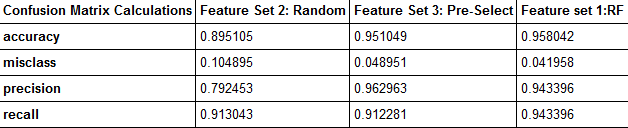 Confusion Matrix Calculations Feature Set 2: Random Feature Set 3: Pre-Select Feature set 1:RF
accuracy 0.895105 0.951049 0.958042
misclass 0.104895 0.048951 0.041958
precision 0.792453 0.962963 0.943396
recall 0.913043 0.912281 0.943396